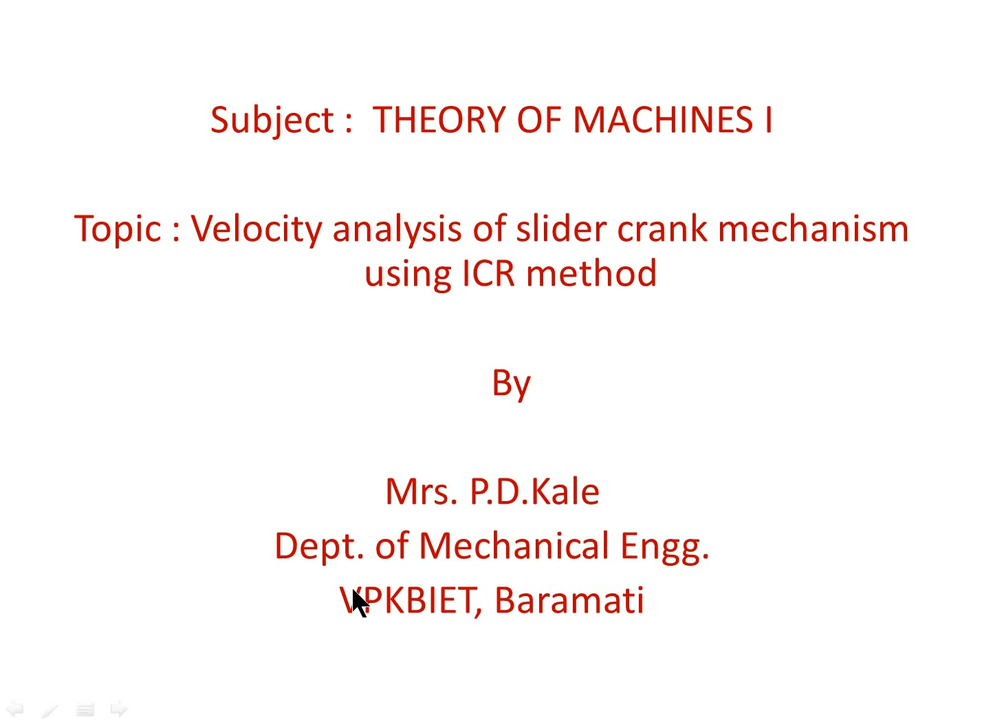 Subject :  THEORY OF MACHINES I
Topic : Velocity analysis of slider crank mechanism
using ICR method
By
Mrs. P.D.Kale
Dept. of Mechanical Engg.
VPKBIET, Baramati